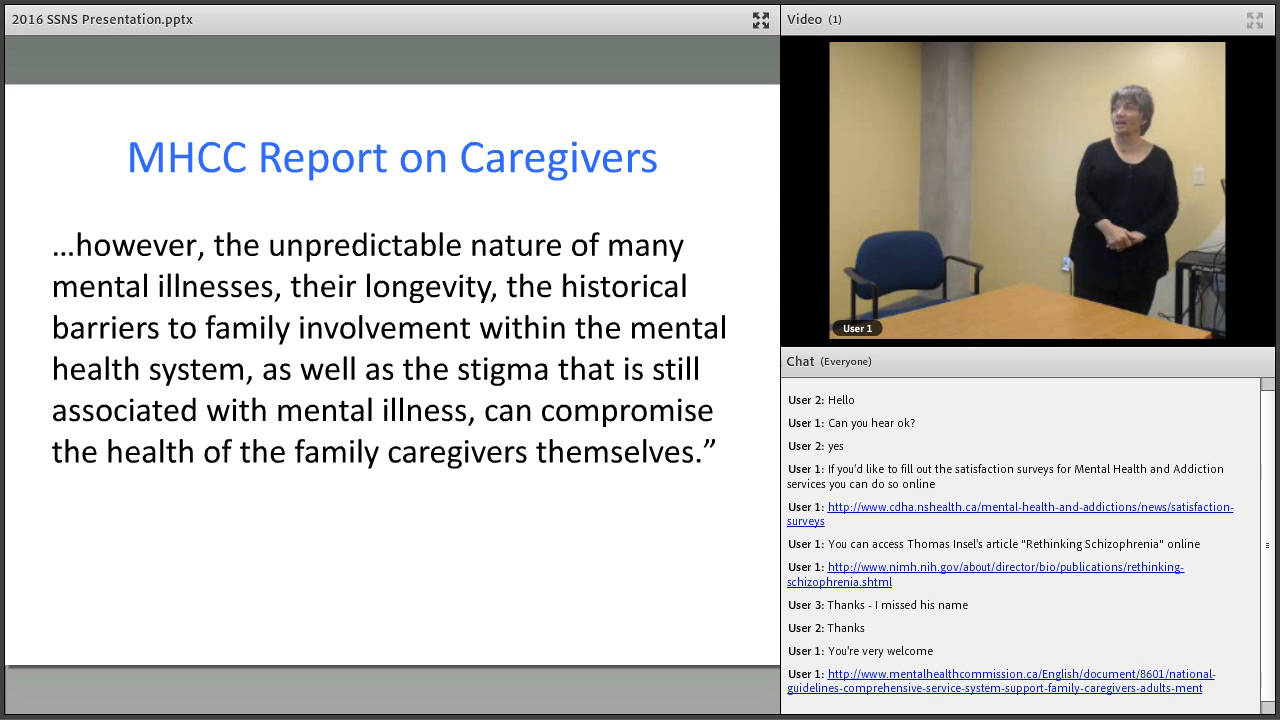 2016 SSNS Presentation.pptx
MHCC Report on Caregivers
…however, the unpredictable nature of many
mental illnesses, their longevity, the historical
barriers to family involvement within the mental
health system, as well as the stigma that is still
associated with mental illness, can compromise
the health of the family caregivers themselves.”
Video (1)
User 1
Chat (Everyone)
User 2: Hello
User 1: Can you hear ok?
User 2: yes
User 1: If you'd like to fill out the satisfaction surveys for Mental Health and Addiction
services you can do so online
User 1: http://www.cdha.nshealth.ca/mental-health-and-addictions/news/satisfaction-
surveys
User 1: You can access Thomas Insel's article "Rethinking Schizophrenia" online
User 1: http://www.nimh.nih.gov/about/director/bio/publications/rethinking-
schizophrenia.shtml
User 3: Thanks - I missed his name
User 2: Thanks
User 1: You're very welcome
User 1: http://www.mentalhealthcommission.ca/English/document/8601/national-
guidelines-comprehensive-service-system-support-family-caregivers-adults-ment